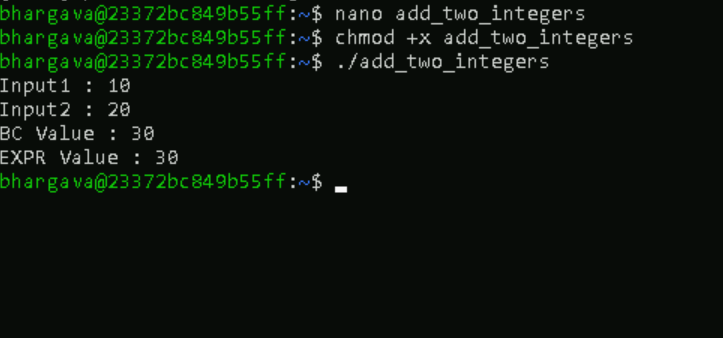 bhargava@23372bc849b55ff:~$ nano add_two_integers
bhargava@23372bc849b55ff:~$ chmod +x add_two_integers
bhargava@23372bc849b55ff:~$ ./add_two_integers
Input1 : 10
Input2 : 20
BC Value : 30
EXPR Value : 30
bhargava@23372bc849b55ff:~$